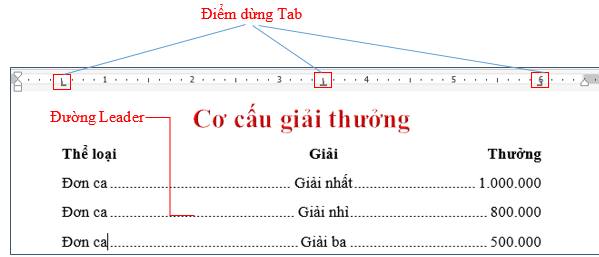 Điểm dừng Tab
1 2 3 4 5 6
Đường Leader
Cơ cấu giải thưởng
Thể loại Giải Thưởng
Đơn ca ................................................ Giải nhất ................................ 1.000.000
Đơn ca ................................................ Giải nhì ................................ 800.000
Đơn ca ................................................ Giải ba ................................ 500.000